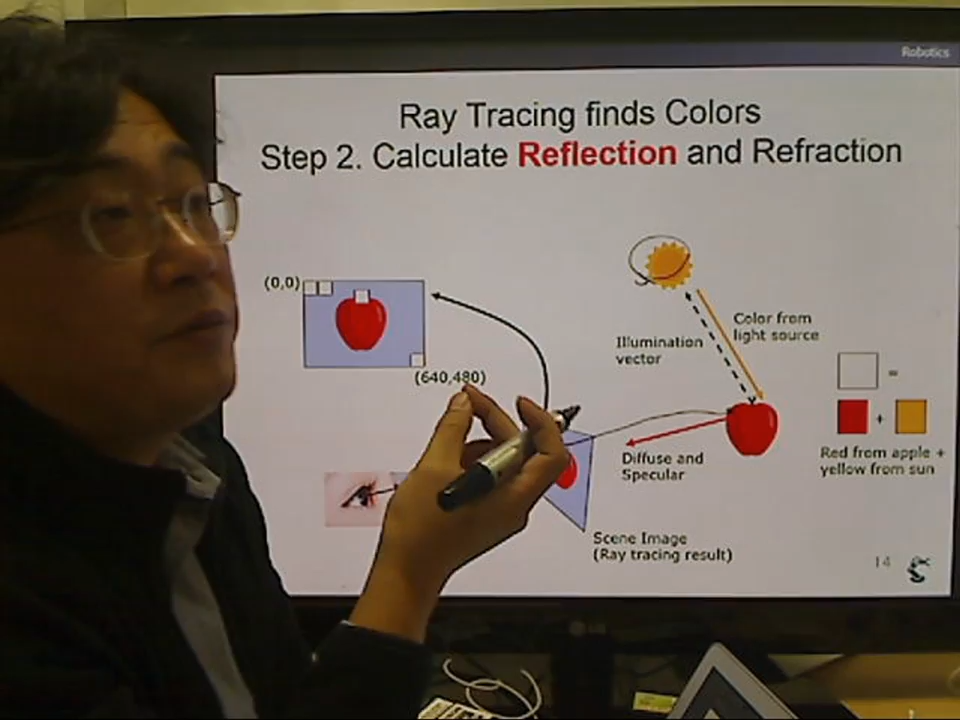 Robotics
Ray Tracing finds Colors
Step 2. Calculate Reflection and Refraction
(0,0)
(640,480)
Illumination
vector
Color from
light source
=
+
Red from apple +
yellow from sun
Diffuse and
Specular
Scene Image
(Ray tracing result)
14